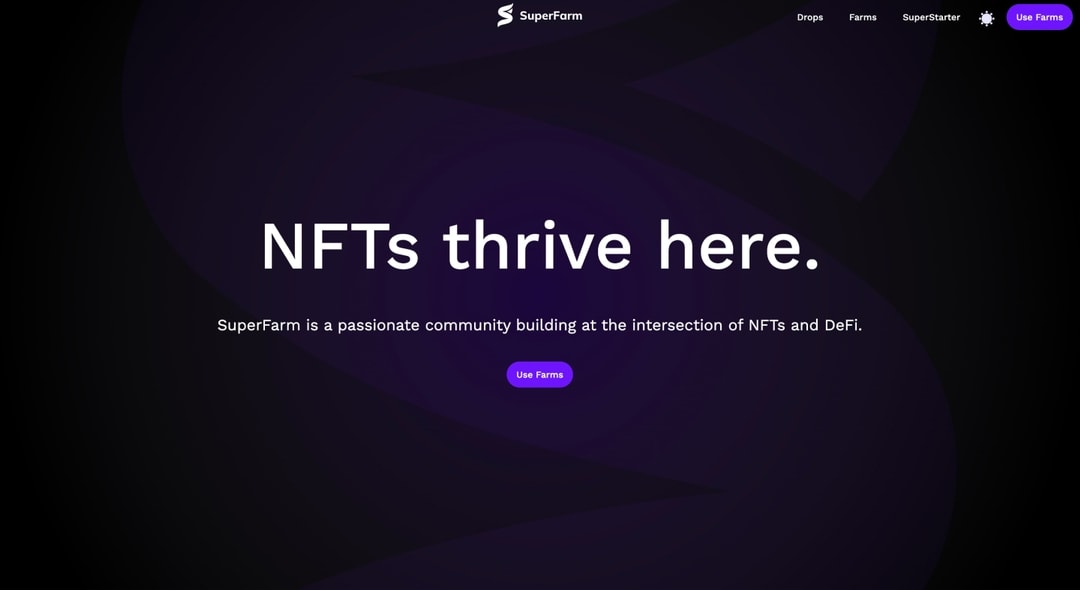 SuperFarm
Drops
Farms
SuperStarter
Use Farms
NFTs thrive here.
SuperFarm is a passionate community building at the intersection of NFTs and DeFi.
Use Farms